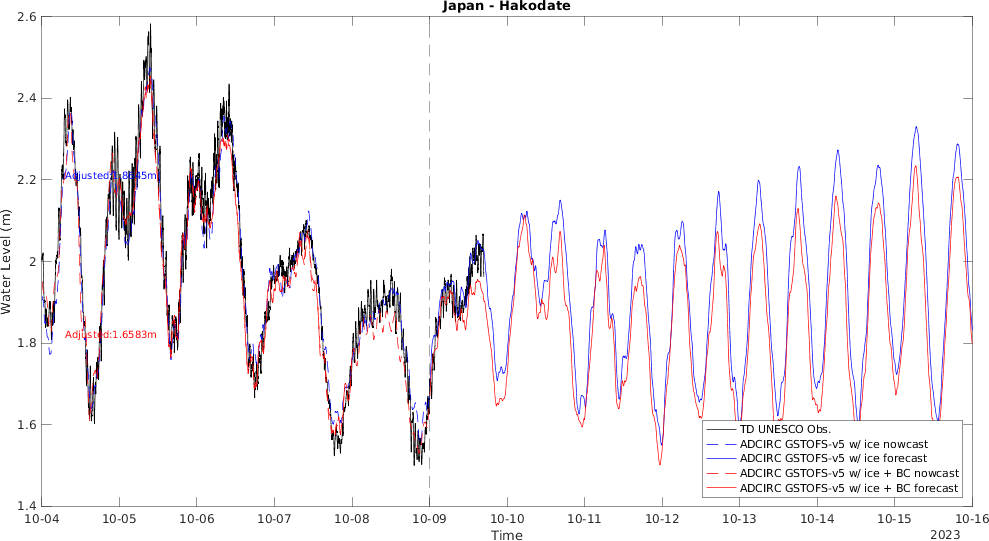 Japan - Hakodate
2.6
2.4
2.2
2
1.8
1.6
1.4
Water Level (m)
Adjusted:1.8645m
Adjusted:1.6583m
TD UNESCO Obs.
ADCIRC GSTOFS-v5 w/ ice nowcast
ADCIRC GSTOFS-v5 w/ ice forecast
ADCIRC GSTOFS-v5 w/ ice + BC nowcast
ADCIRC GSTOFS-v5 w/ ice + BC forecast
10-04 10-05 10-06 10-07 10-08 10-09 10-10 10-11 10-12 10-13 10-14 10-15 10-16
Time
2023